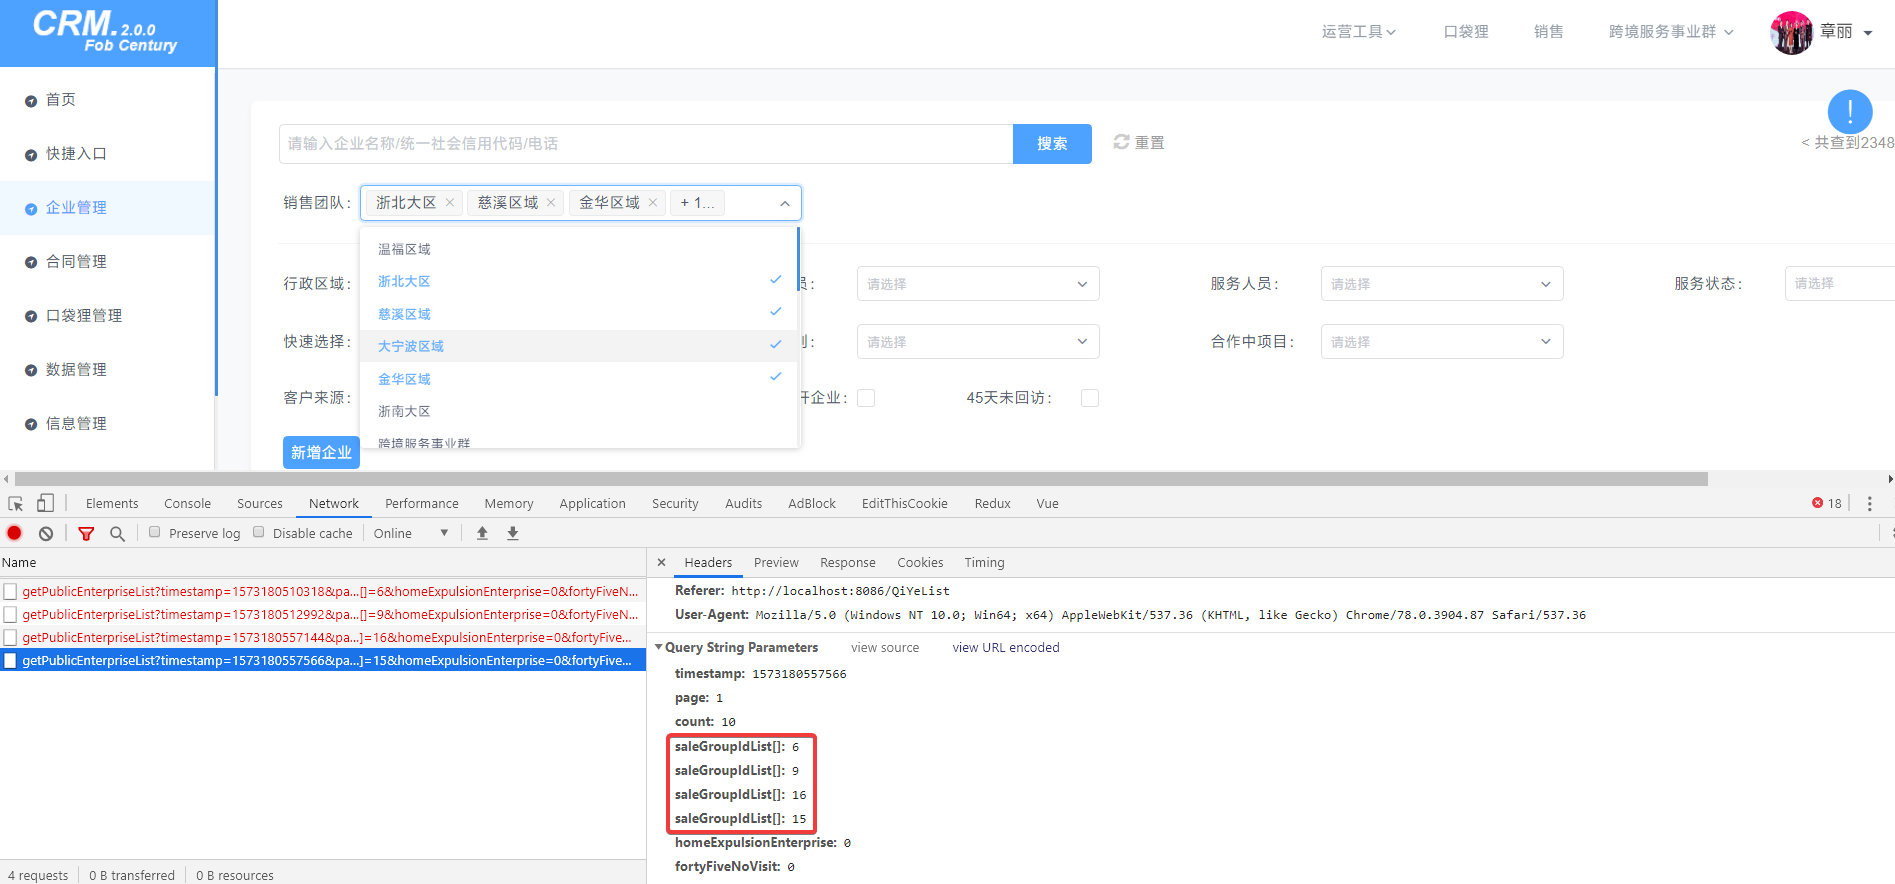 CRM. 2.0.0
Fob Century
运营工具
口袋狸
销售
跨境服务事业群
章丽
首页
快捷入口
企业管理
合同管理
口袋狸管理
数据管理
信息管理
请输入企业名称/统一社会信用代码/电话
搜索
重置
< 共查到2348
销售团队：
浙北大区 ×
慈溪区域 ×
金华区域 ×
+ 1...
温福区域
浙北大区
慈溪区域
大宁波区域
金华区域
浙南大区
跨境服务事业群
行政区域：
员：
请选择
服务人员：
请选择
服务状态：
请选择
快速选择：
别：
请选择
合作中项目：
请选择
客户来源：
开企业：
45天未回访：
新增企业
Elements
Console
Sources
Network
Performance
Memory
Application
Security
Audits
AdBlock
EditThisCookie
Redux
Vue
18
Preserve log
Disable cache
Online
Name
getPublicEnterpriseList?timestamp=1573180510318&pa...[]=6&homeExpulsionEnterprise=0&fortyFiveN...
getPublicEnterpriseList?timestamp=1573180512992&pa...[]=9&homeExpulsionEnterprise=0&fortyFiveN...
getPublicEnterpriseList?timestamp=1573180557144&pa...]=16&homeExpulsionEnterprise=0&fortyFive...
getPublicEnterpriseList?timestamp=1573180557566&pa...]=15&homeExpulsionEnterprise=0&fortyFive...
4 requests
0 B transferred
0 B resources
× Headers
Preview
Response
Cookies
Timing
Referer: http://localhost:8086/QiYeList
User-Agent: Mozilla/5.0 (Windows NT 10.0; Win64; x64) AppleWebKit/537.36 (KHTML, like Gecko) Chrome/78.0.3904.87 Safari/537.36
Query String Parameters view source view URL encoded
timestamp: 1573180557566
page: 1
count: 10
saleGroupIdList[]: 6
saleGroupIdList[]: 9
saleGroupIdList[]: 16
saleGroupIdList[]: 15
homeExpulsionEnterprise: 0
fortyFiveNoVisit: 0